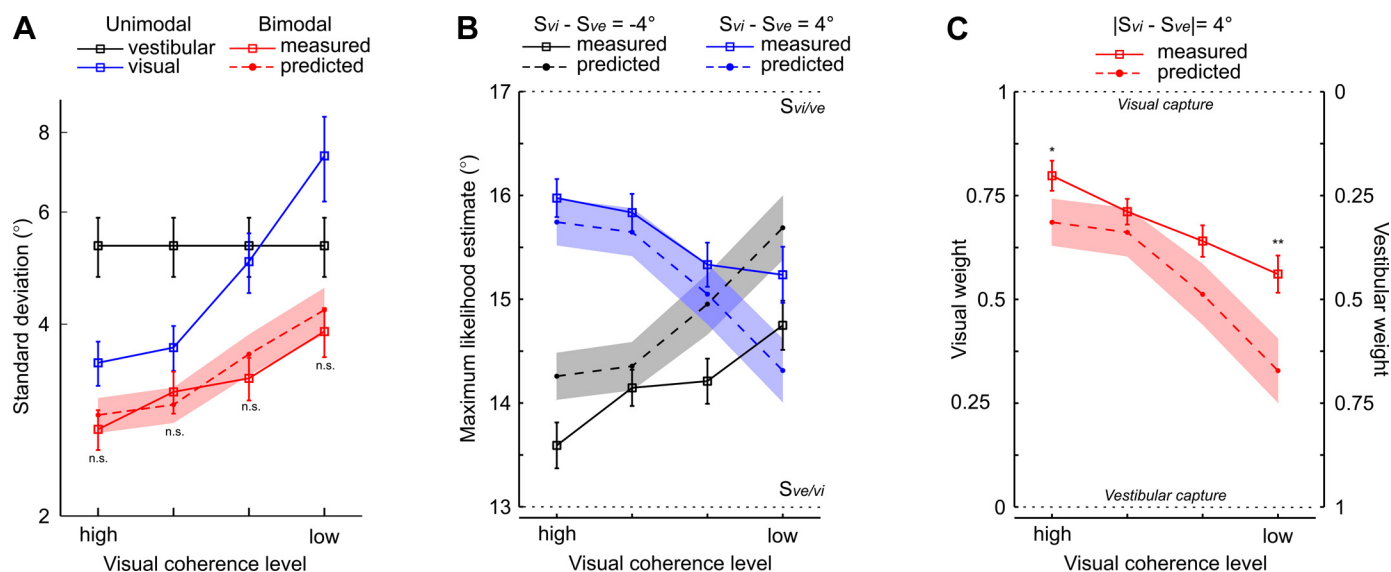 A
Unimodal Bimodal
vestibular measured
visual predicted
Standard deviation (°)
8
6
4
2
n.s.
n.s.
n.s.
n.s.
high low
Visual coherence level
B
Svi - Sve = -4° Svi - Sve = 4°
measured measured
predicted predicted
Maximum likelihood estimate (°)
17
16
15
14
13
Svi/ve
Sve/vi
high low
Visual coherence level
C
|Svi - Sve|= 4°
measured
predicted
Visual weight
1
0.75
0.5
0.25
0
Visual capture
*
**
Vestibular capture
0
0.25
0.5
0.75
1
Vestibular weight
high low
Visual coherence level